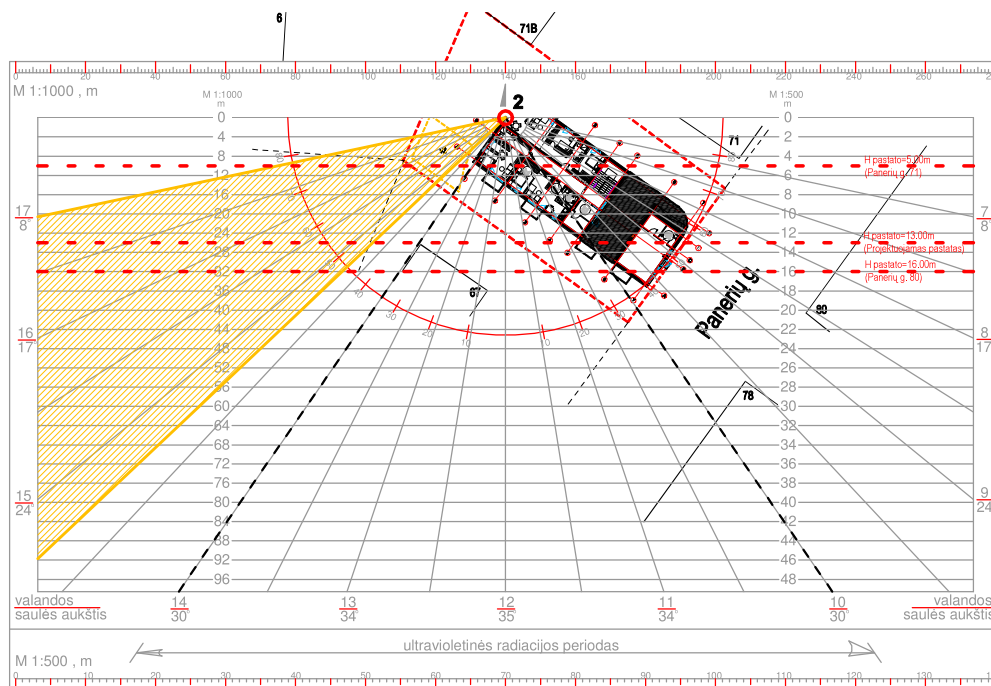 6
71B
M 1:1000 , m
0 20 40 60 80 100 120 140 160 180 200 220 240 260
M 1:1000
m
2
M 1:500
m
0 0
4 2
8 4
12 6
16 8
20 10
24 12
28 14
32 16
36 18
40 20
44 22
48 24
52 26
56 28
60 30
64 32
68 34
72 36
76 38
80 40
84 42
88 44
92 46
96 48
71
H pastato=5.00m
(Panerių g. 71)
H pastato=13.00m
(Projektuojamas pastatas)
H pastato=16.00m
(Panerių g. 80)
67
80
78
Panerių g.
17
8°
16
17°
15
24°
7
8°
8
17°
9
24°
valandos
saulės aukštis
14
30°
13
34°
12
35°
11
34°
10
30°
valandos
saulės aukštis
ultravioletinės radiacijos periodas
M 1:500 , m
0 10 20 30 40 50 60 70 80 90 100 110 120 130